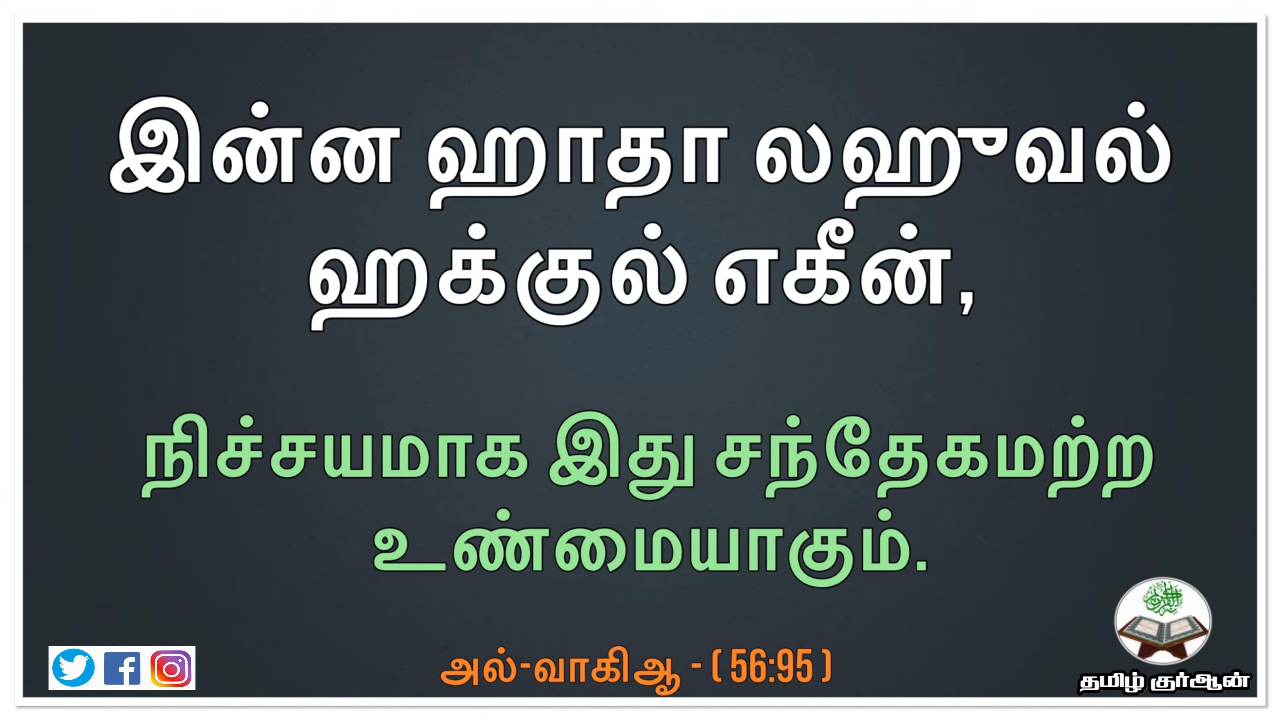 இன்ன ஹாதா லஹுவல்
ஹக்குல் எகீன்,
நிச்சயமாக இது சந்தேகமற்ற
உண்மையாகும்.
அல்-வாகிஆ - ( 56:95 )
தமிழ் குர்ஆன்